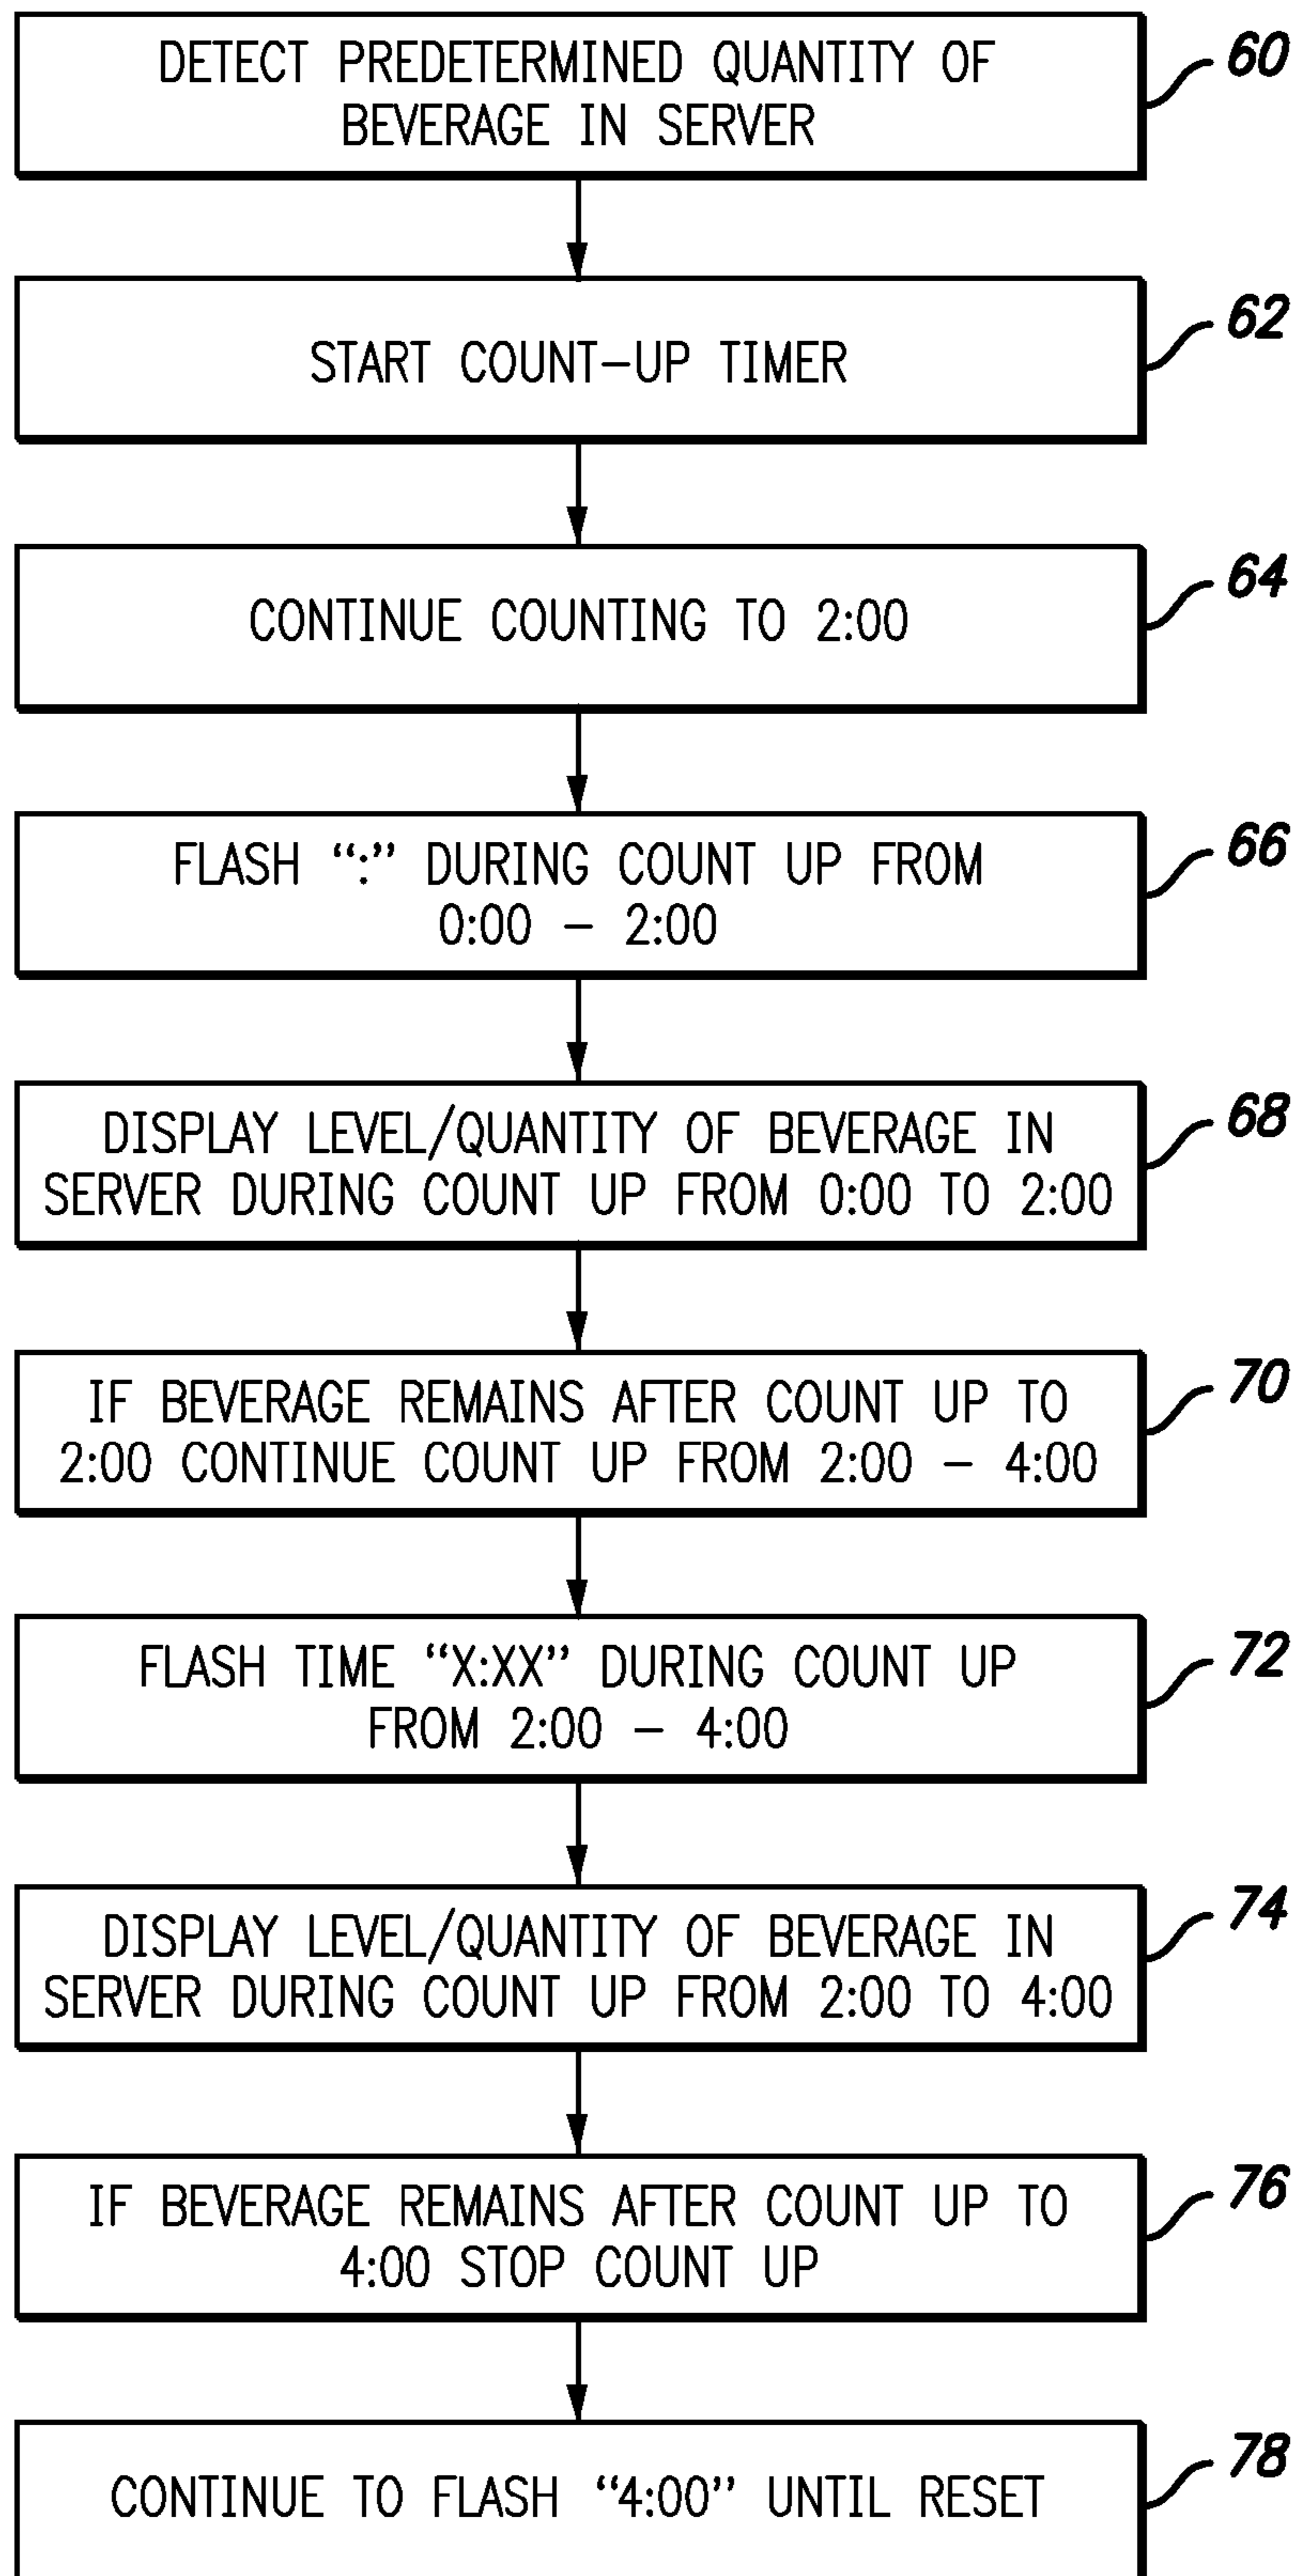 DETECT PREDETERMINED QUANTITY OF
BEVERAGE IN SERVER
60
START COUNT-UP TIMER
62
CONTINUE COUNTING TO 2:00
64
FLASH “:” DURING COUNT UP FROM
0:00 – 2:00
66
DISPLAY LEVEL/QUANTITY OF BEVERAGE IN
SERVER DURING COUNT UP FROM 0:00 TO 2:00
68
IF BEVERAGE REMAINS AFTER COUNT UP TO
2:00 CONTINUE COUNT UP FROM 2:00 – 4:00
70
FLASH TIME “X:XX” DURING COUNT UP
FROM 2:00 – 4:00
72
DISPLAY LEVEL/QUANTITY OF BEVERAGE IN
SERVER DURING COUNT UP FROM 2:00 TO 4:00
74
IF BEVERAGE REMAINS AFTER COUNT UP TO
4:00 STOP COUNT UP
76
CONTINUE TO FLASH “4:00” UNTIL RESET
78